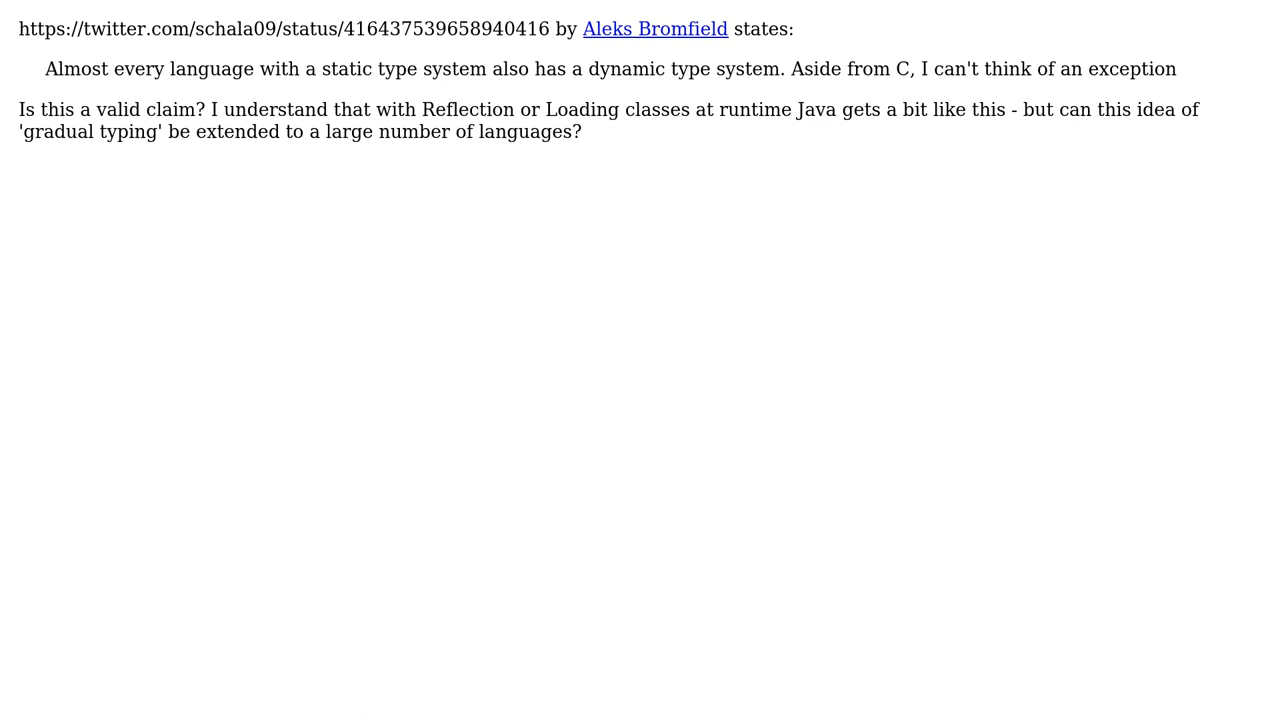 https://twitter.com/schala09/status/416437539658940416 by Aleks Bromfield states:
Almost every language with a static type system also has a dynamic type system. Aside from C, I can't think of an exception
Is this a valid claim? I understand that with Reflection or Loading classes at runtime Java gets a bit like this - but can this idea of
'gradual typing' be extended to a large number of languages?